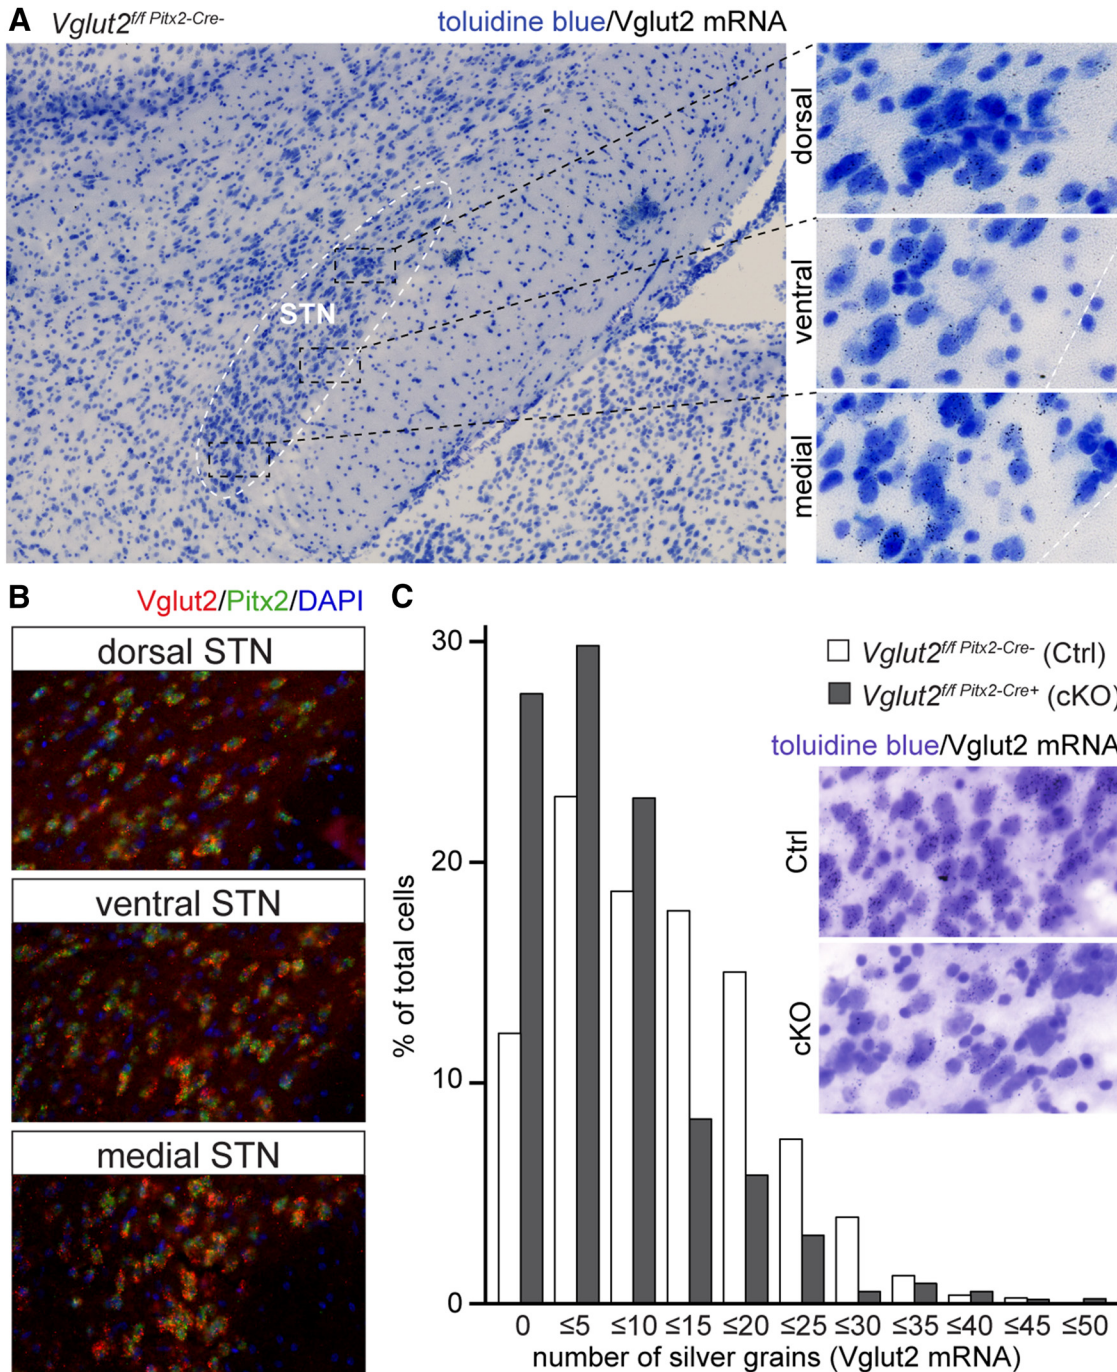 A
Vglut2f/f Pitx2-Cre-
toluidine blue/Vglut2 mRNA
STN
dorsal
ventral
medial
B
Vglut2/Pitx2/DAPI
dorsal STN
ventral STN
medial STN
C
30
20
10
0
% of total cells
Vglut2f/f Pitx2-Cre- (Ctrl)
Vglut2f/f Pitx2-Cre+ (cKO)
toluidine blue/Vglut2 mRNA
Ctrl
cKO
0 ≤5 ≤10 ≤15 ≤20 ≤25 ≤30 ≤35 ≤40 ≤45 ≤50
number of silver grains (Vglut2 mRNA)